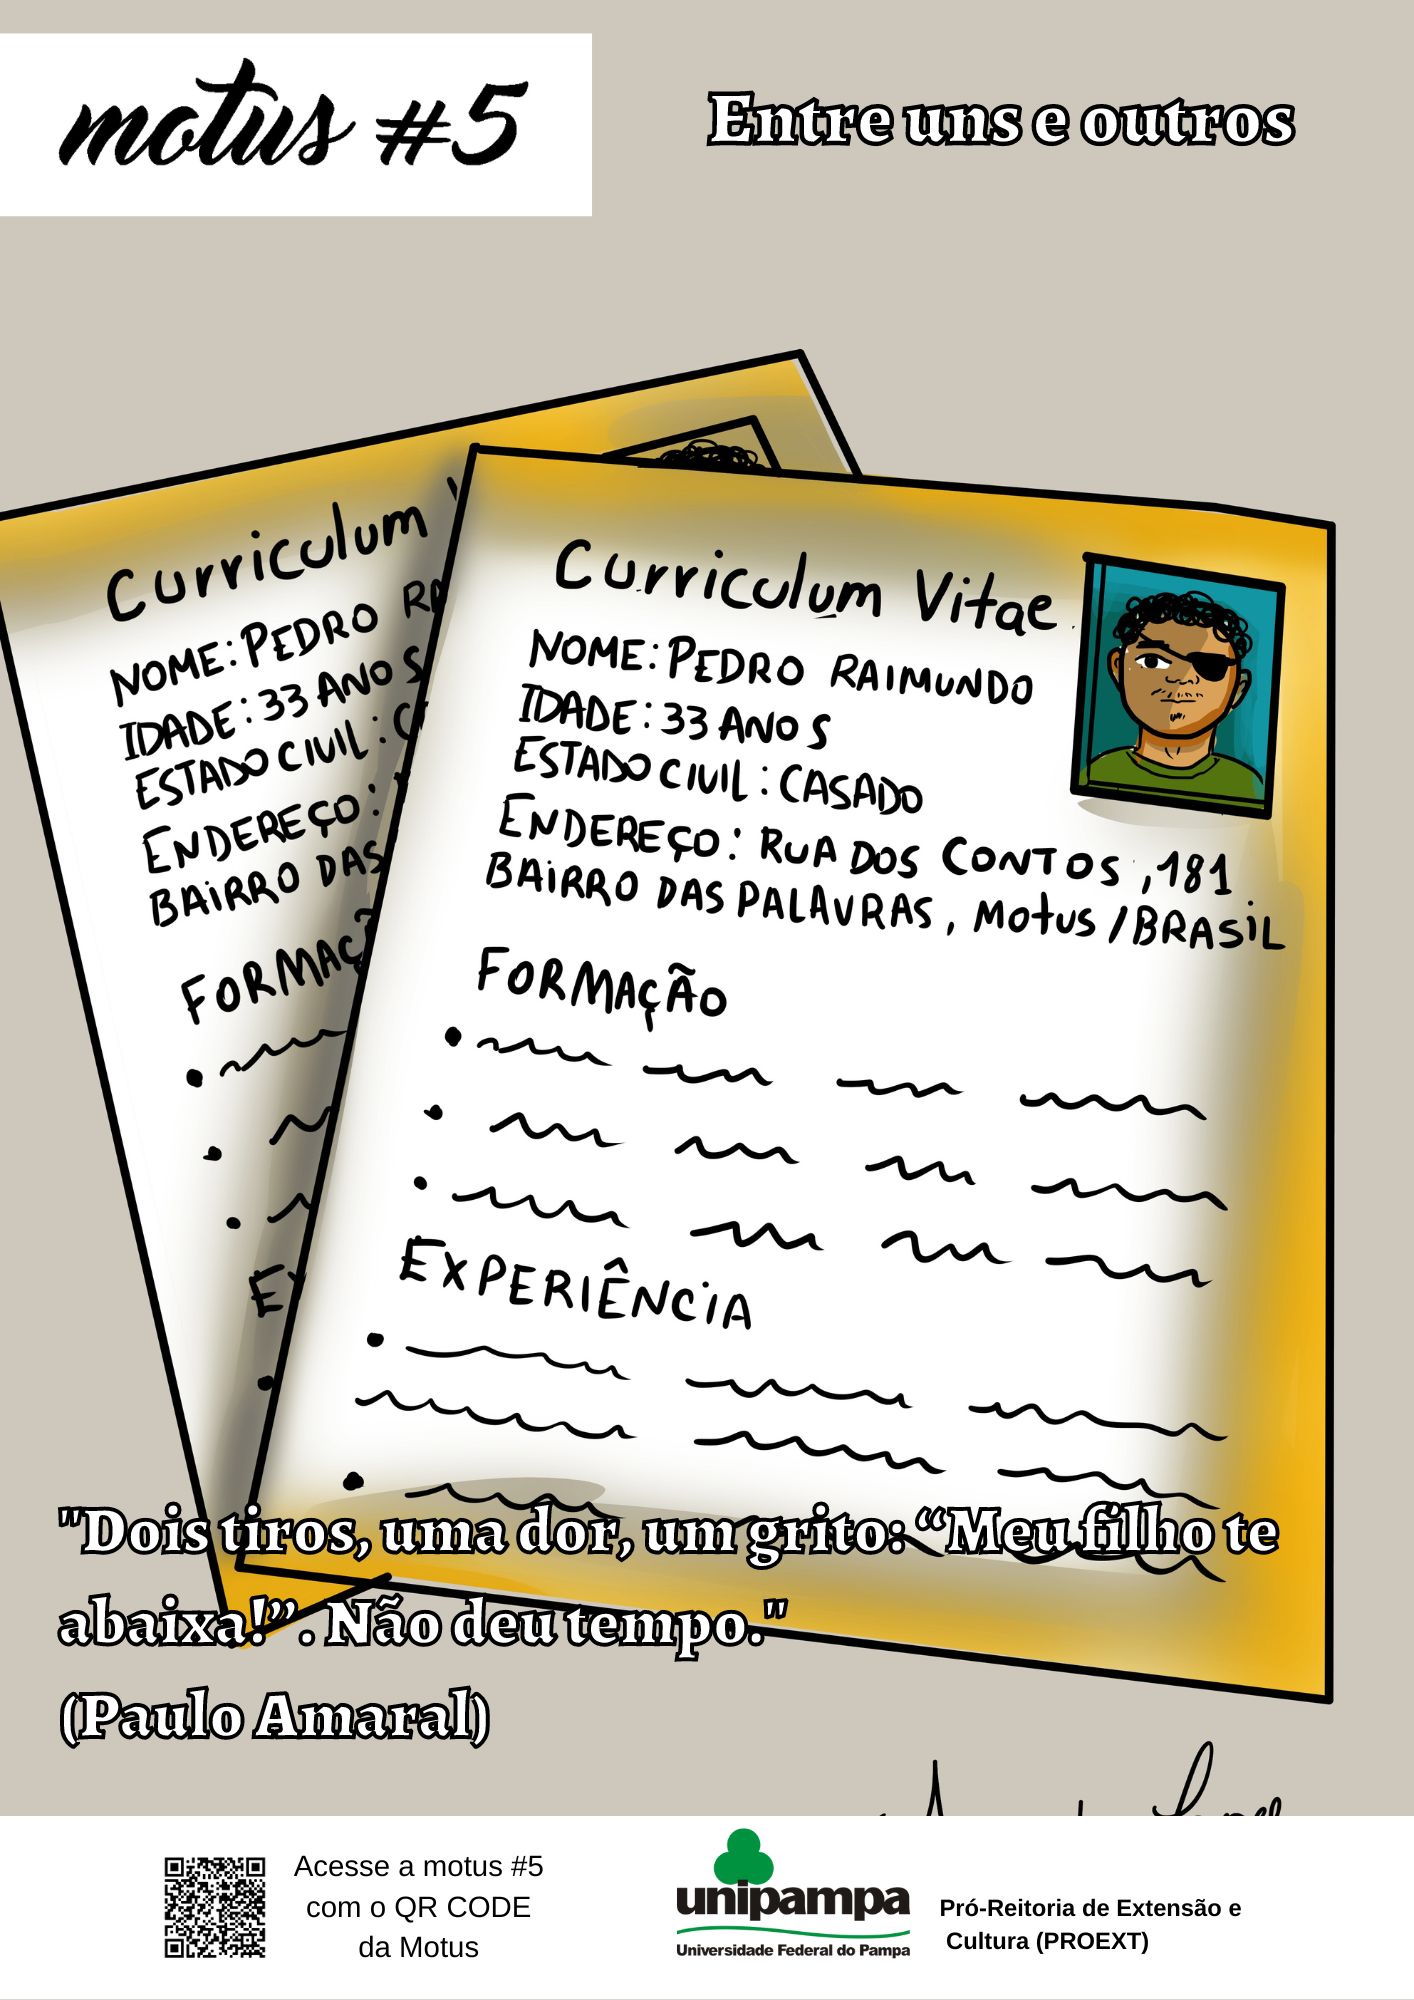 motus #5
Entre uns e outros
Curriculum
NOME: PEDRO
IDADE: 33 ANOS
ESTADO CIVIL:
ENDEREÇO:
BAIRRO DAS
EX
Curriculum Vitae
NOME: PEDRO RAIMUNDO
IDADE: 33 ANOS
ESTADO CIVIL: CASADO
ENDEREÇO: RUA DOS CONTOS, 181
BAIRRO DAS PALAVRAS, Motus/BRASIL
FORMAÇÃO
EXPERIÊNCIA
"Dois tiros, uma dor, um grito: “Meu filho te
abaixa!”. Não deu tempo."
(Paulo Amaral)
Acesse a motus #5
com o QR CODE
da Motus
unipampa
Universidade Federal do Pampa
Pró-Reitoria de Extensão e
Cultura (PROEXT)